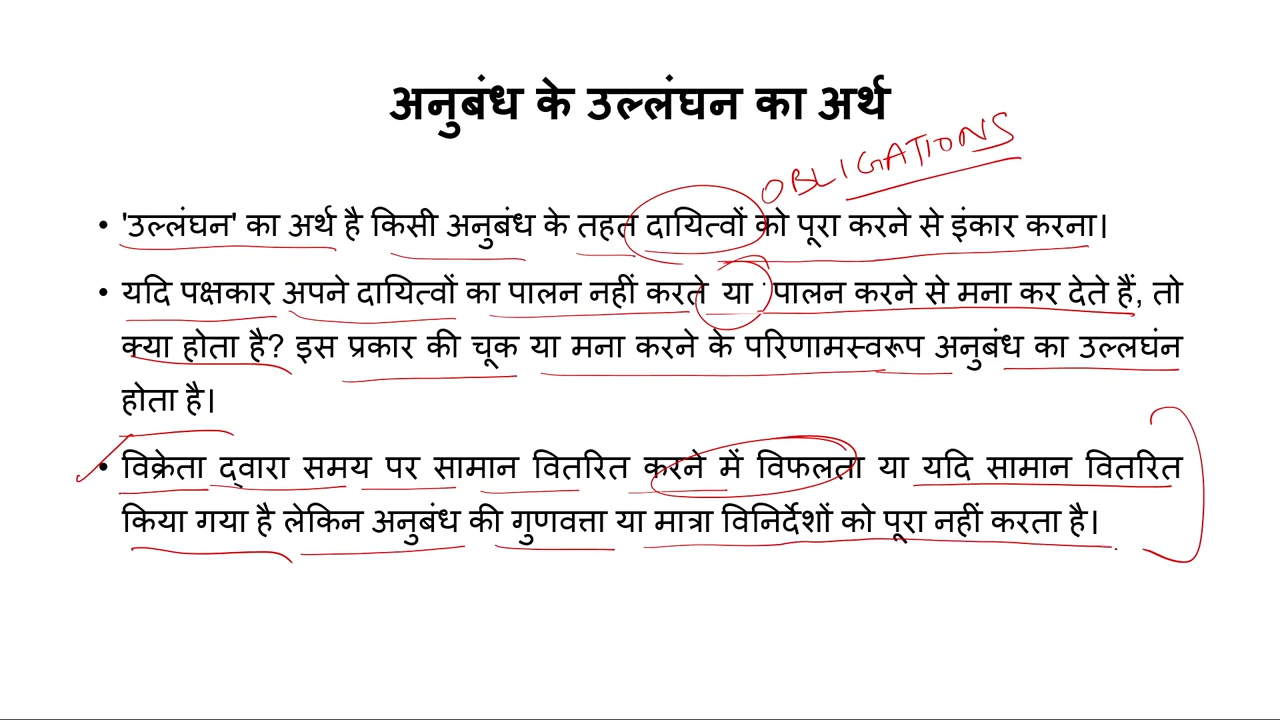 अनुबंध के उल्लंघन का अर्थ
OBLIGATIONS
• 'उल्लंघन' का अर्थ है किसी अनुबंध के तहत दायित्वों को पूरा करने से इंकार करना।
• यदि पक्षकार अपने दायित्वों का पालन नहीं करते या पालन करने से मना कर देते हैं, तो
क्या होता है? इस प्रकार की चूक या मना करने के परिणामस्वरूप अनुबंध का उल्लघंन
होता है।
• विक्रेता द्वारा समय पर सामान वितरित करने में विफलता या यदि सामान वितरित
किया गया है लेकिन अनुबंध की गुणवत्ता या मात्रा विनिर्देशों को पूरा नहीं करता है।